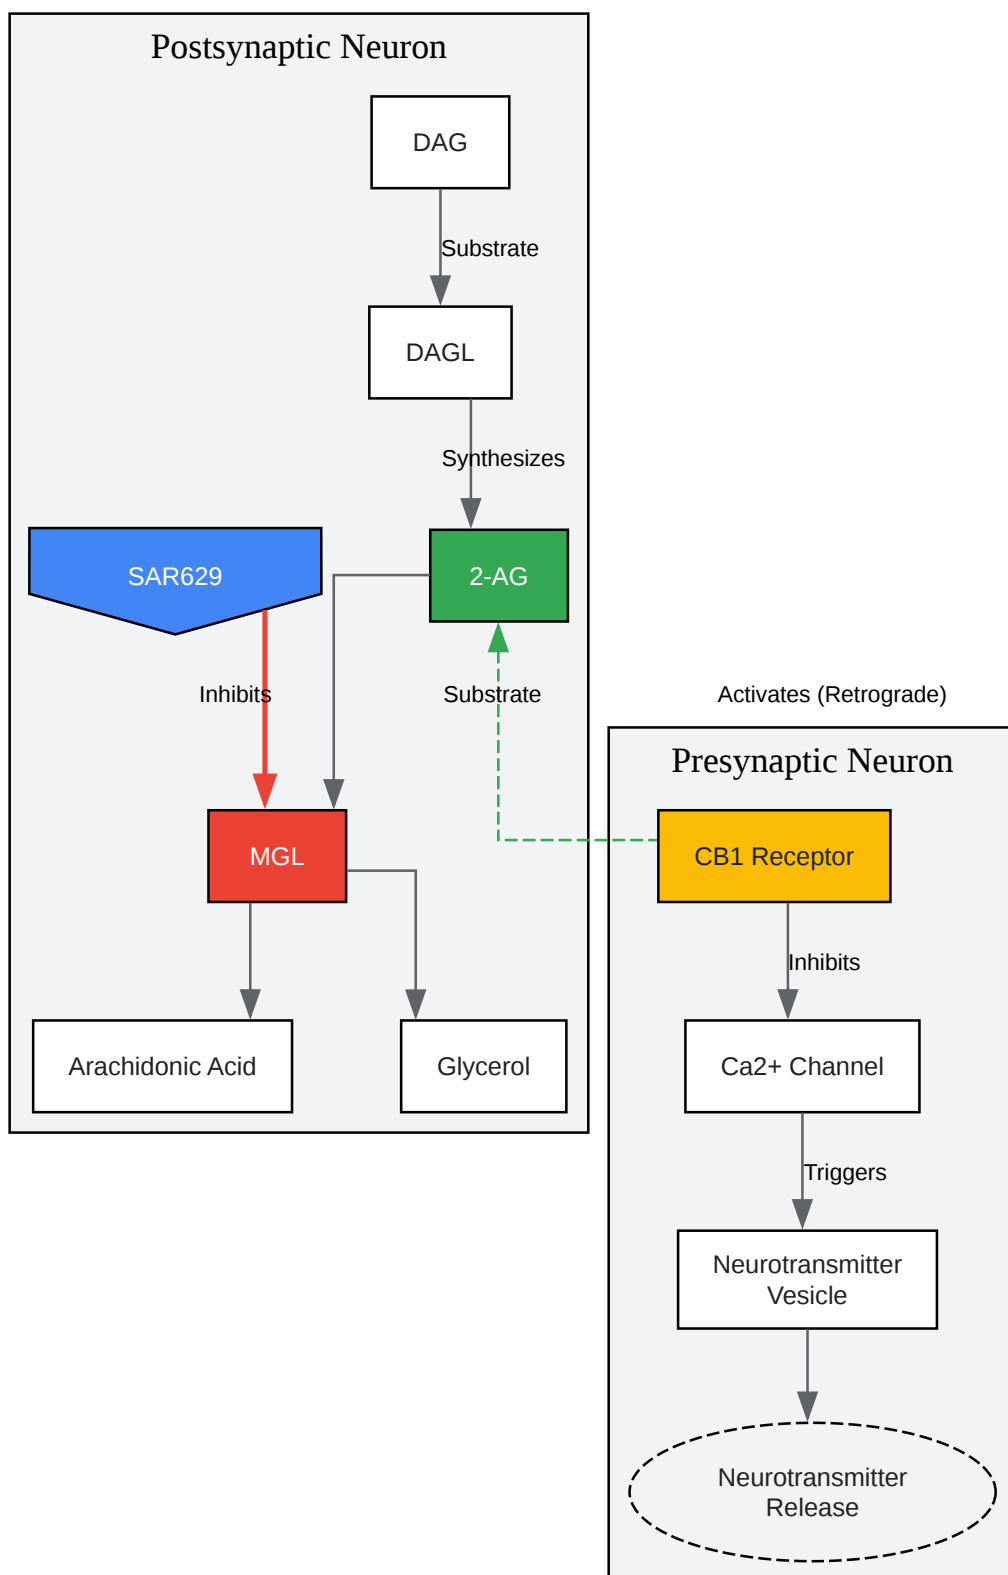 Postsynaptic Neuron
DAG
Substrate
DAGL
Synthesizes
SAR629
2-AG
Inhibits
Substrate
MGL
Arachidonic Acid
Glycerol
Activates (Retrograde)
Presynaptic Neuron
CB1 Receptor
Inhibits
Ca2+ Channel
Triggers
Neurotransmitter
Vesicle
Neurotransmitter
Release